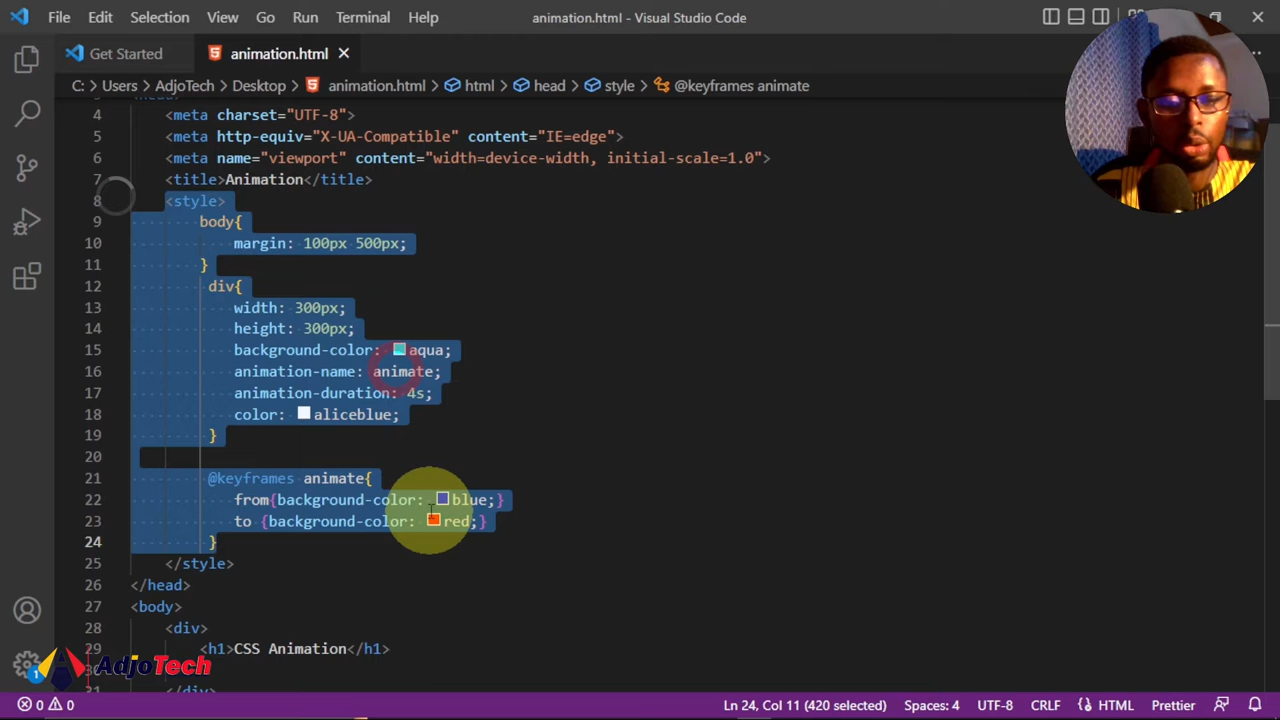 File Edit Selection View Go Run Terminal Help animation.html - Visual Studio Code
Get Started animation.html
C: Users AdjoTech Desktop animation.html html head style @keyframes animate
4 <meta charset="UTF-8">
5 <meta http-equiv="X-UA-Compatible" content="IE=edge">
6 <meta name="viewport" content="width=device-width, initial-scale=1.0">
7 <title>Animation</title>
8 <style>
9 body{
10 margin: 100px 500px;
11 }
12 div{
13 width: 300px;
14 height: 300px;
15 background-color: aqua;
16 animation-name: animate;
17 animation-duration: 4s;
18 color: aliceblue;
19 }
20
21 @keyframes animate{
22 from{background-color: blue;}
23 to {background-color: red;}
24 }
25 </style>
26 </head>
27 <body>
28 <div>
29 <h1>CSS Animation</h1>
30
</div>
1
AdjoTech
0 0 Ln 24, Col 11 (420 selected) Spaces: 4 UTF-8 CRLF HTML Prettier